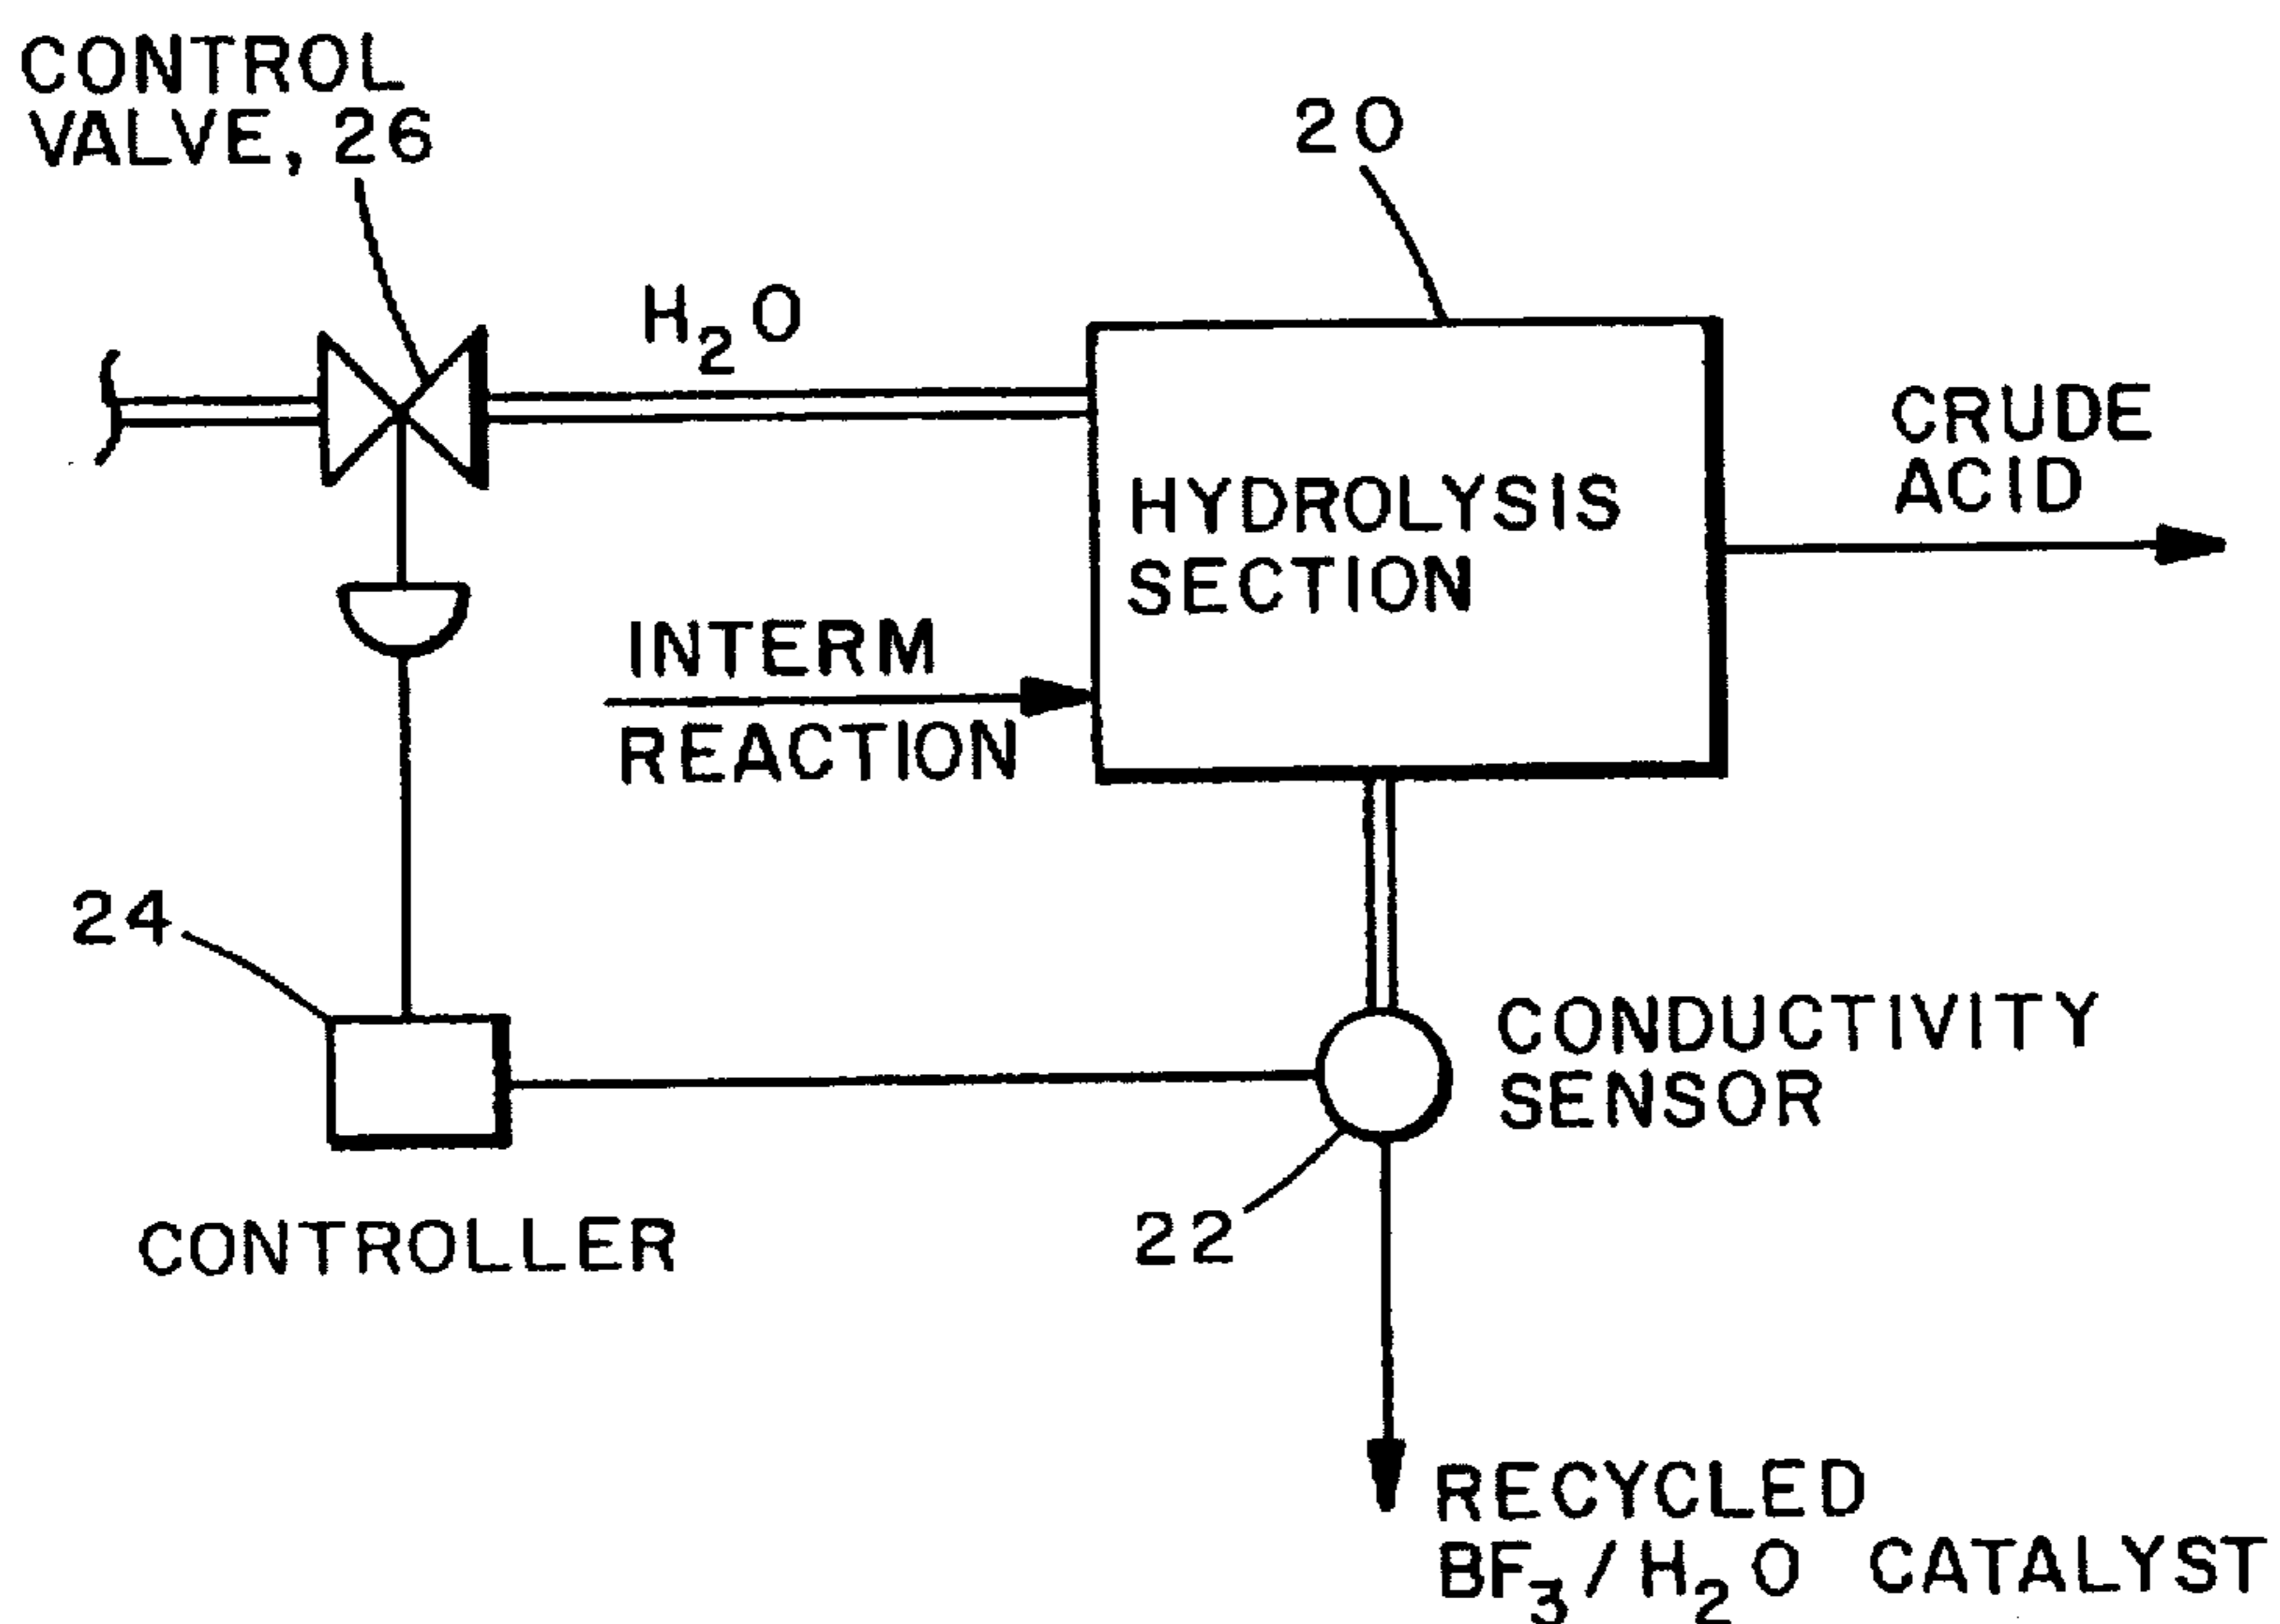 CONTROL
VALVE, 26
20
H₂O
CRUDE
ACID
HYDROLYSIS
SECTION
INTERM
REACTION
24
CONDUCTIVITY
SENSOR
22
CONTROLLER
RECYCLED
BF₃/H₂O CATALYST